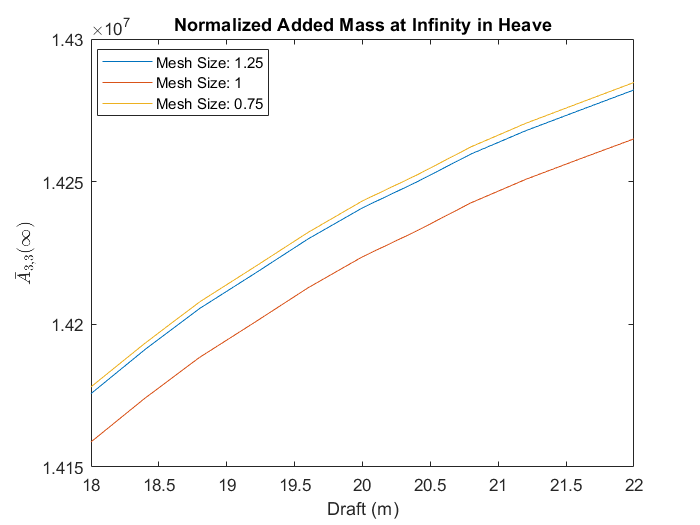 Normalized Added Mass at Infinity in Heave
×10⁷
1.43
1.425
1.42
1.415
Ā₃,₃(∞)
Mesh Size: 1.25
Mesh Size: 1
Mesh Size: 0.75
18 18.5 19 19.5 20 20.5 21 21.5 22
Draft (m)